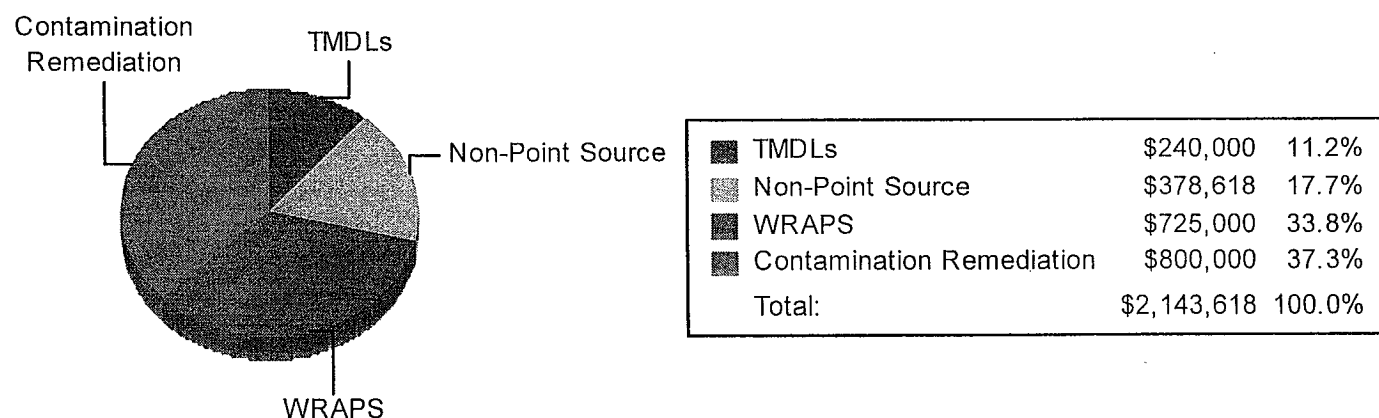 Contamination
Remediation
TMDLs
Non-Point Source
WRAPS
TMDLs $240,000 11.2%
Non-Point Source $378,618 17.7%
WRAPS $725,000 33.8%
Contamination Remediation $800,000 37.3%
Total: $2,143,618 100.0%